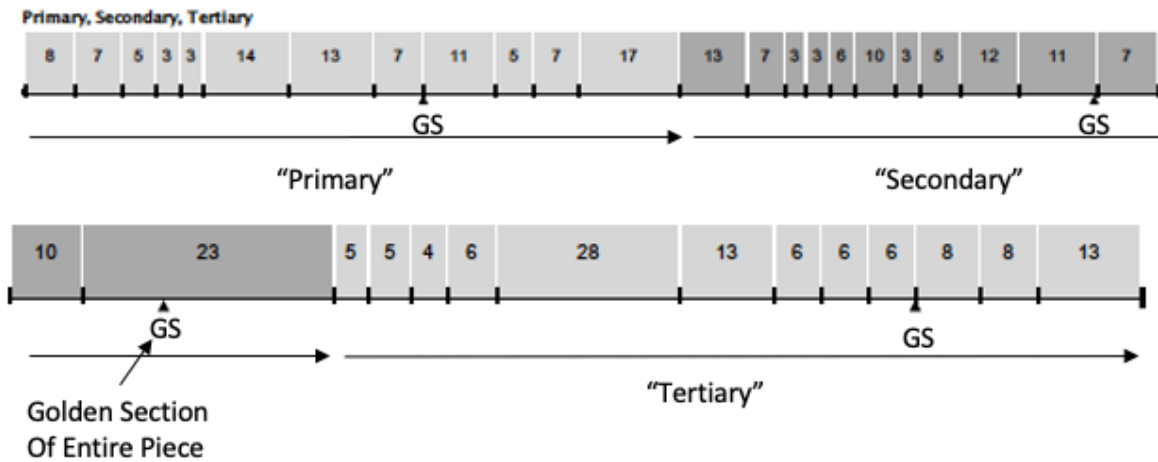 Primary, Secondary, Tertiary
8 7 5 3 3 14 13 7 11 5 7 17 13 7 3 3 6 10 3 5 12 11 7
GS GS
“Primary” “Secondary”
10 23 5 5 4 6 28 13 6 6 6 8 8 13
GS GS
“Tertiary”
Golden Section
Of Entire Piece